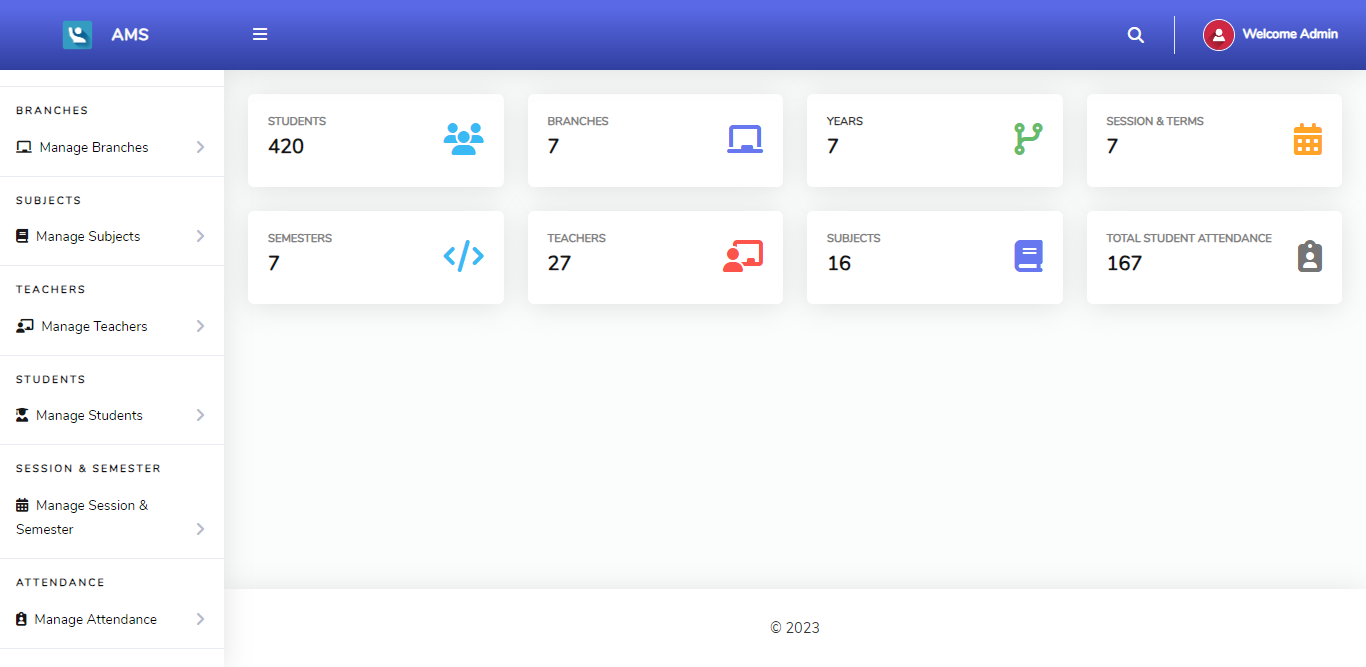 AMS
Welcome Admin
BRANCHES
Manage Branches
SUBJECTS
Manage Subjects
TEACHERS
Manage Teachers
STUDENTS
Manage Students
SESSION & SEMESTER
Manage Session &
Semester
ATTENDANCE
Manage Attendance
STUDENTS
420
BRANCHES
7
YEARS
7
SESSION & TERMS
7
SEMESTERS
7
TEACHERS
27
SUBJECTS
16
TOTAL STUDENT ATTENDANCE
167
© 2023